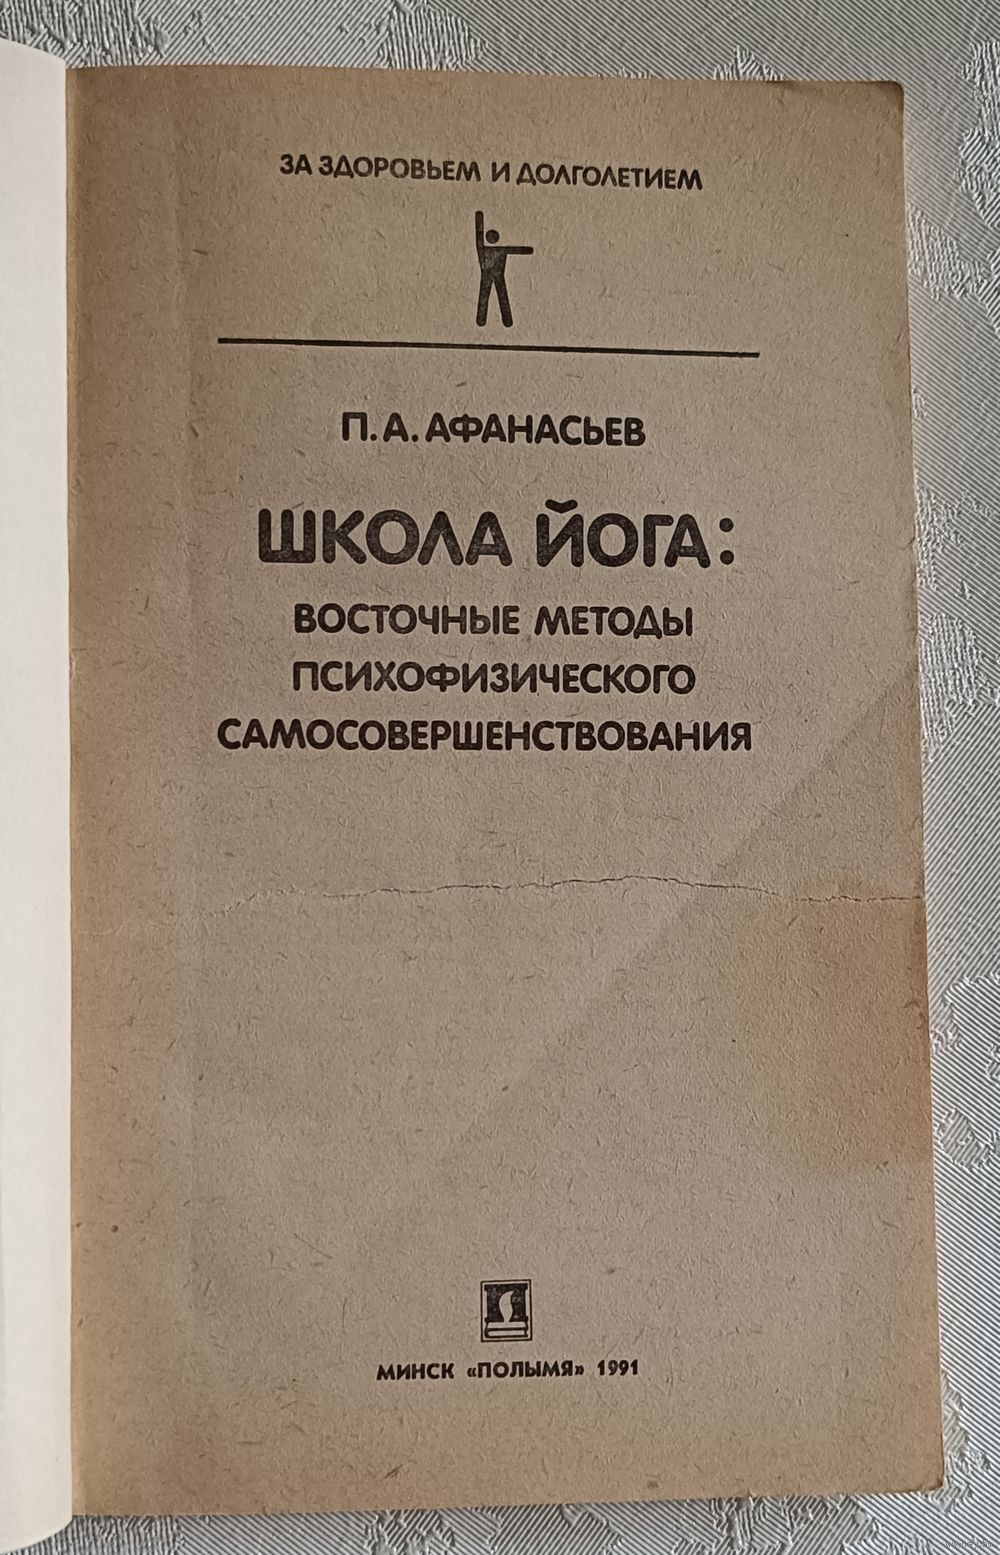 ЗА ЗДОРОВЬЕМ И ДОЛГОЛЕТИЕМ
П. А. АФАНАСЬЕВ
ШКОЛА ЙОГА:
ВОСТОЧНЫЕ МЕТОДЫ
ПСИХОФИЗИЧЕСКОГО
САМОСОВЕРШЕНСТВОВАНИЯ
МИНСК «ПОЛЫМЯ» 1991